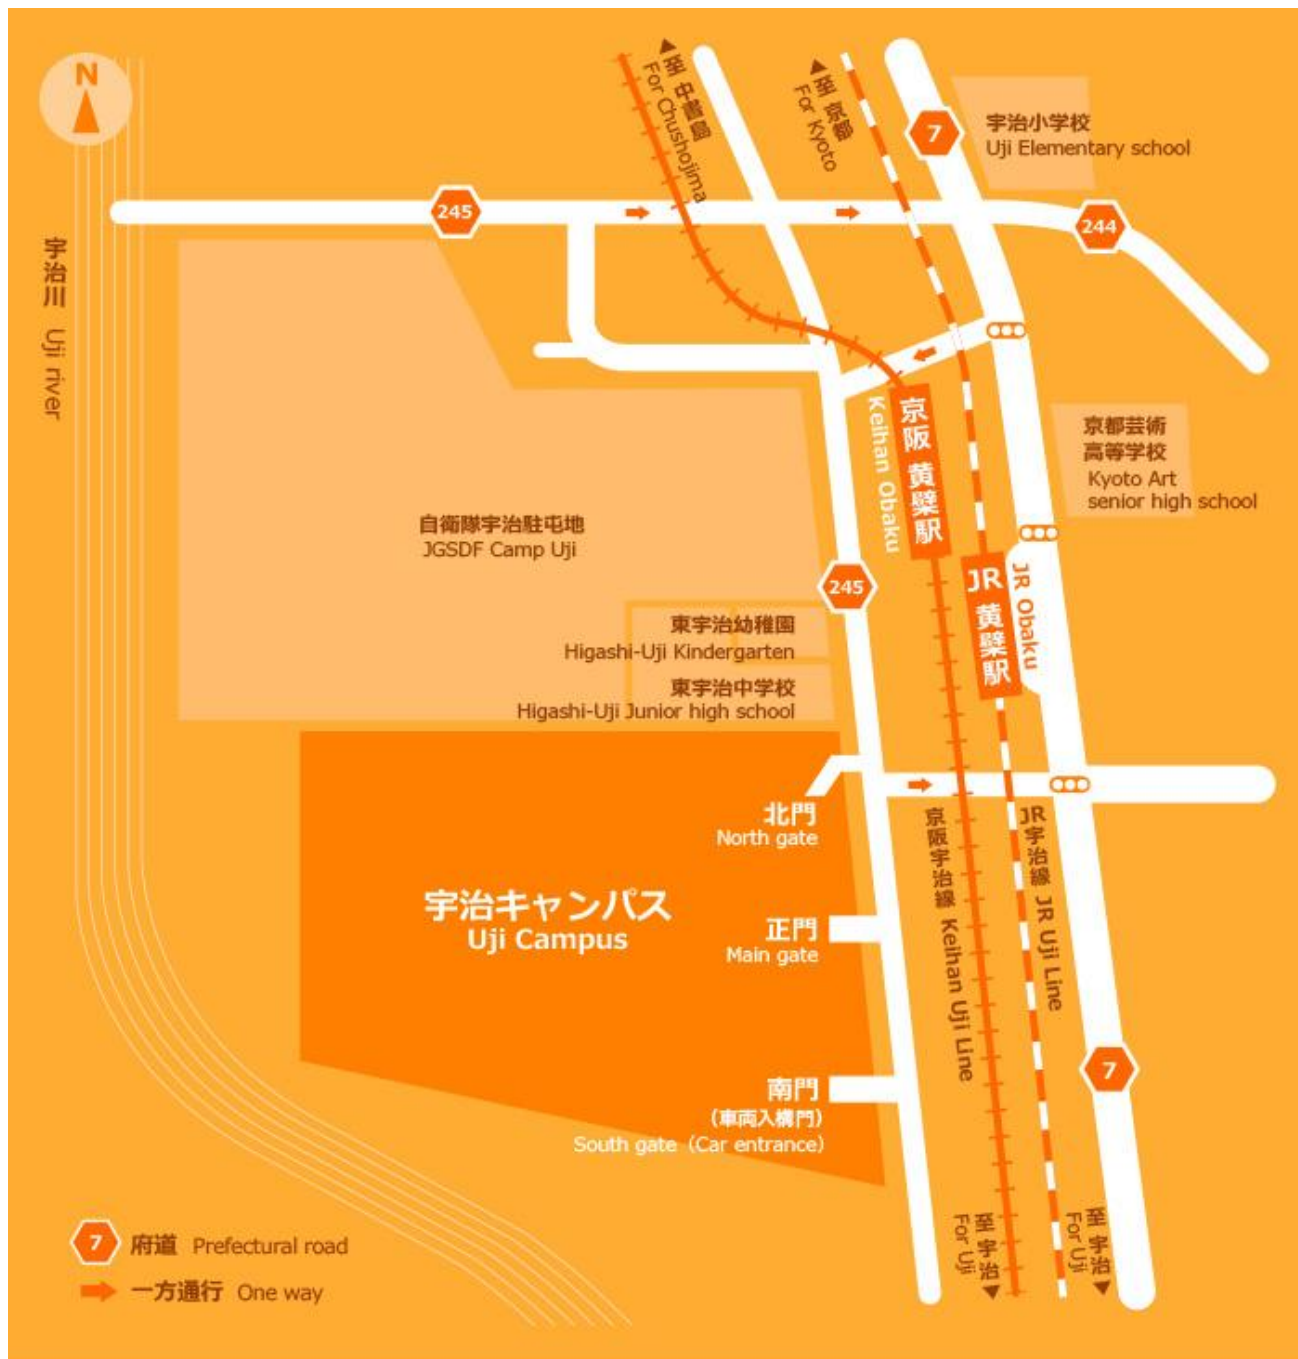 N
至 中書島
For Chushojima
至 京都
For Kyoto
7
宇治小学校
Uji Elementary school
245
244
宇治川 Uji river
京阪 黄檗駅
Keihan Obaku
京都芸術
高等学校
Kyoto Art
senior high school
自衛隊宇治駐屯地
JGSDF Camp Uji
245
JR 黄檗駅
JR Obaku
東宇治幼稚園
Higashi-Uji Kindergarten
東宇治中学校
Higashi-Uji Junior high school
北門
North gate
京阪宇治線 Keihan Uji Line
JR宇治線 JR Uji Line
宇治キャンパス
Uji Campus
正門
Main gate
7
南門
（車両入構門）
South gate（Car entrance）
至 宇治
For Uji
至 宇治
For Uji
7 府道 Prefectural road
一方通行 One way